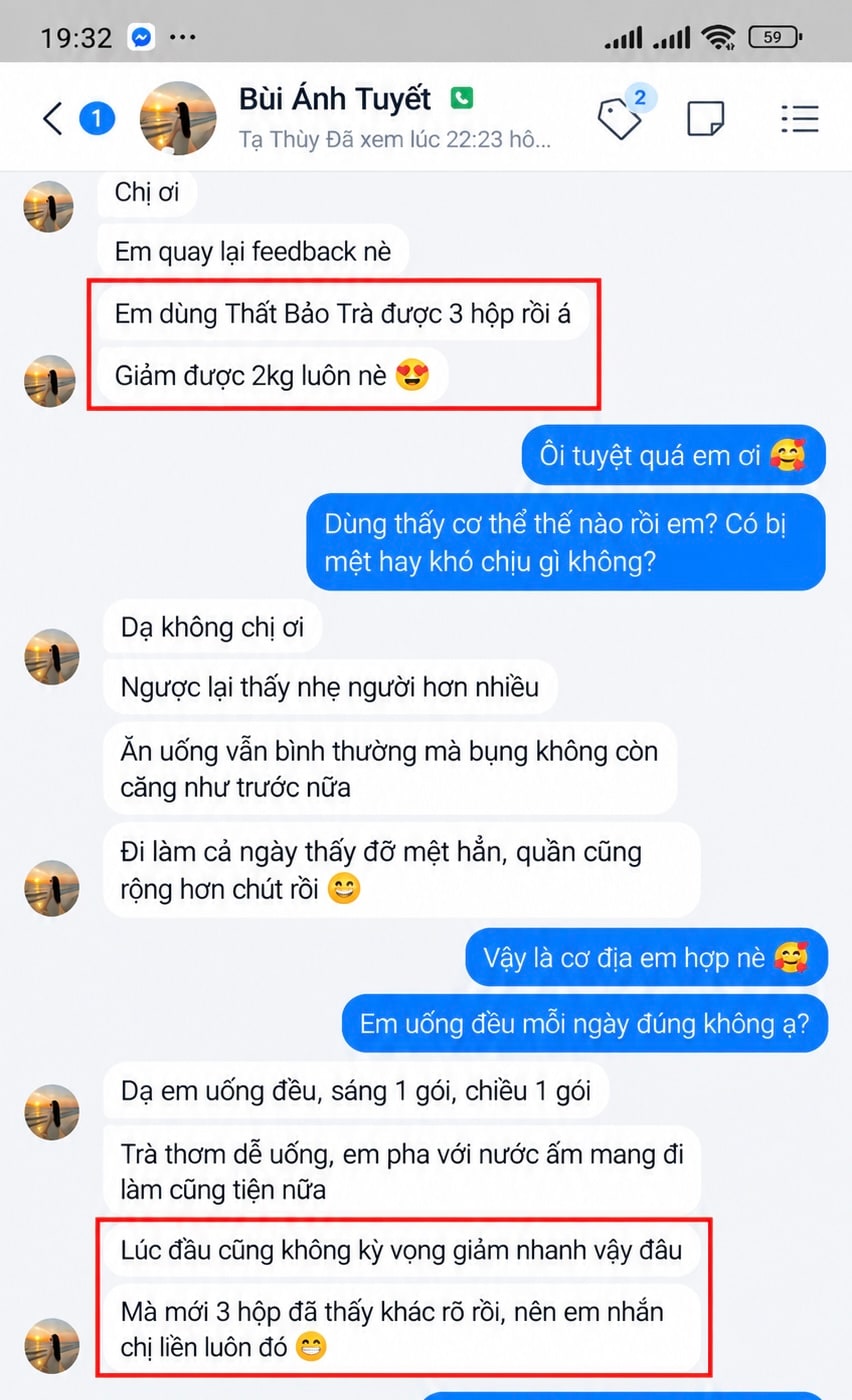 19:32
59
1
Bùi Ánh Tuyết
2
Tạ Thùy Đã xem lúc 22:23 hô...
Chị ơi
Em quay lại feedback nè
Em dùng Thất Bảo Trà được 3 hộp rồi á
Giảm được 2kg luôn nè 😍
Ôi tuyệt quá em ơi 🥰
Dùng thấy cơ thể thế nào rồi em? Có bị
mệt hay khó chịu gì không?
Dạ không chị ơi
Ngược lại thấy nhẹ người hơn nhiều
Ăn uống vẫn bình thường mà bụng không còn
căng như trước nữa
Đi làm cả ngày thấy đỡ mệt hẳn, quần cũng
rộng hơn chút rồi 😁
Vậy là cơ địa em hợp nè 🥰
Em uống đều mỗi ngày đúng không ạ?
Dạ em uống đều, sáng 1 gói, chiều 1 gói
Trà thơm dễ uống, em pha với nước ấm mang đi
làm cũng tiện nữa
Lúc đầu cũng không kỳ vọng giảm nhanh vậy đâu
Mà mới 3 hộp đã thấy khác rõ rồi, nên em nhắn
chị liền luôn đó 😁